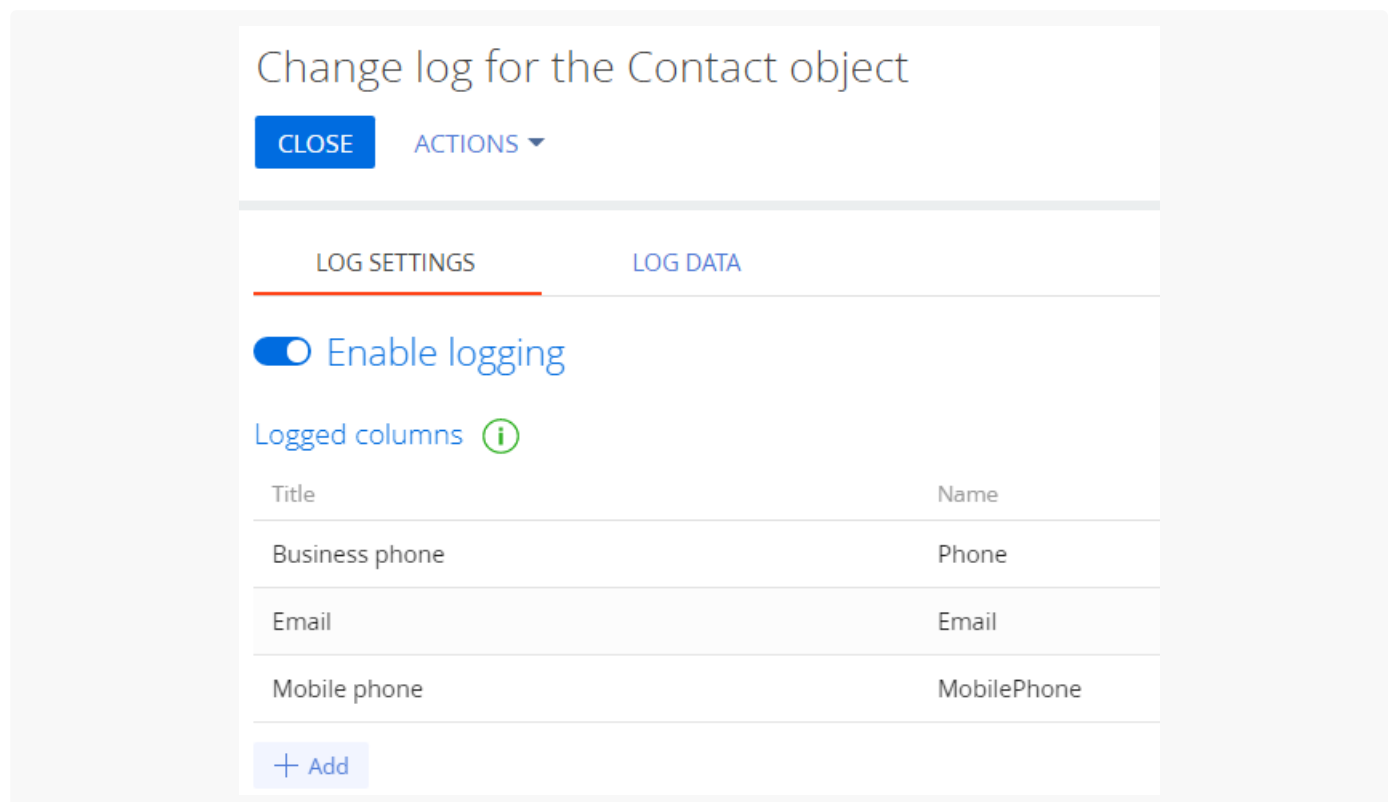 Change log for the Contact object
CLOSE ACTIONS
LOG SETTINGS LOG DATA
Enable logging
Logged columns i
Title Name
Business phone Phone
Email Email
Mobile phone MobilePhone
+ Add